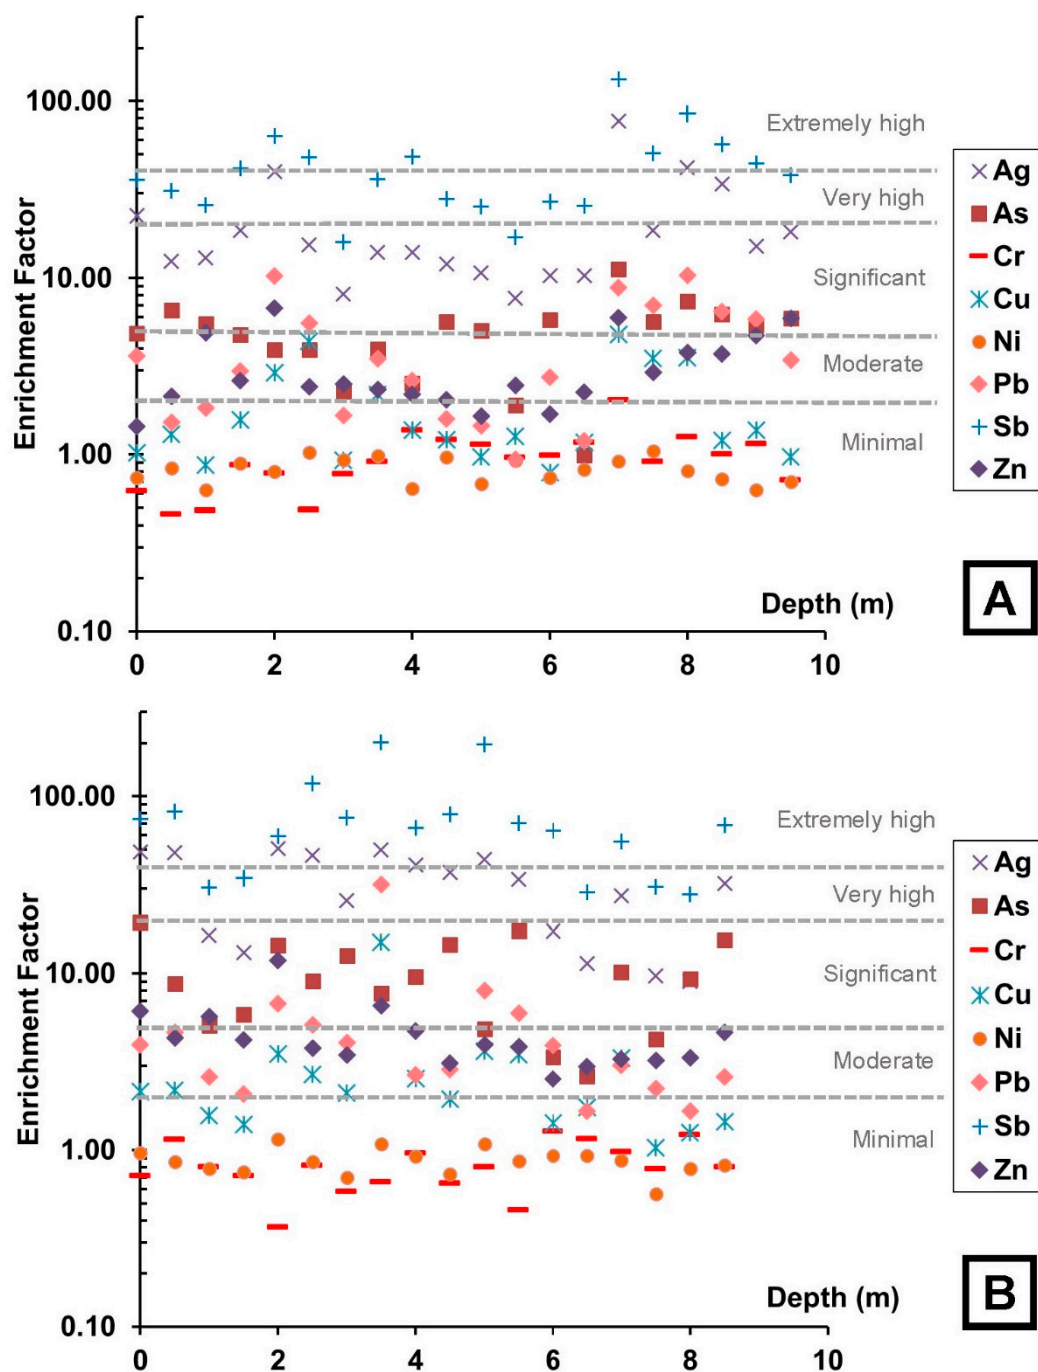 Enrichment Factor
100.00
10.00
1.00
0.10
0
2
4
6
8
10
Depth (m)
Extremely high
Very high
Significant
Moderate
Minimal
Ag
As
Cr
Cu
Ni
Pb
Sb
Zn
A
Enrichment Factor
100.00
10.00
1.00
0.10
0
2
4
6
8
10
Depth (m)
Extremely high
Very high
Significant
Moderate
Minimal
Ag
As
Cr
Cu
Ni
Pb
Sb
Zn
B